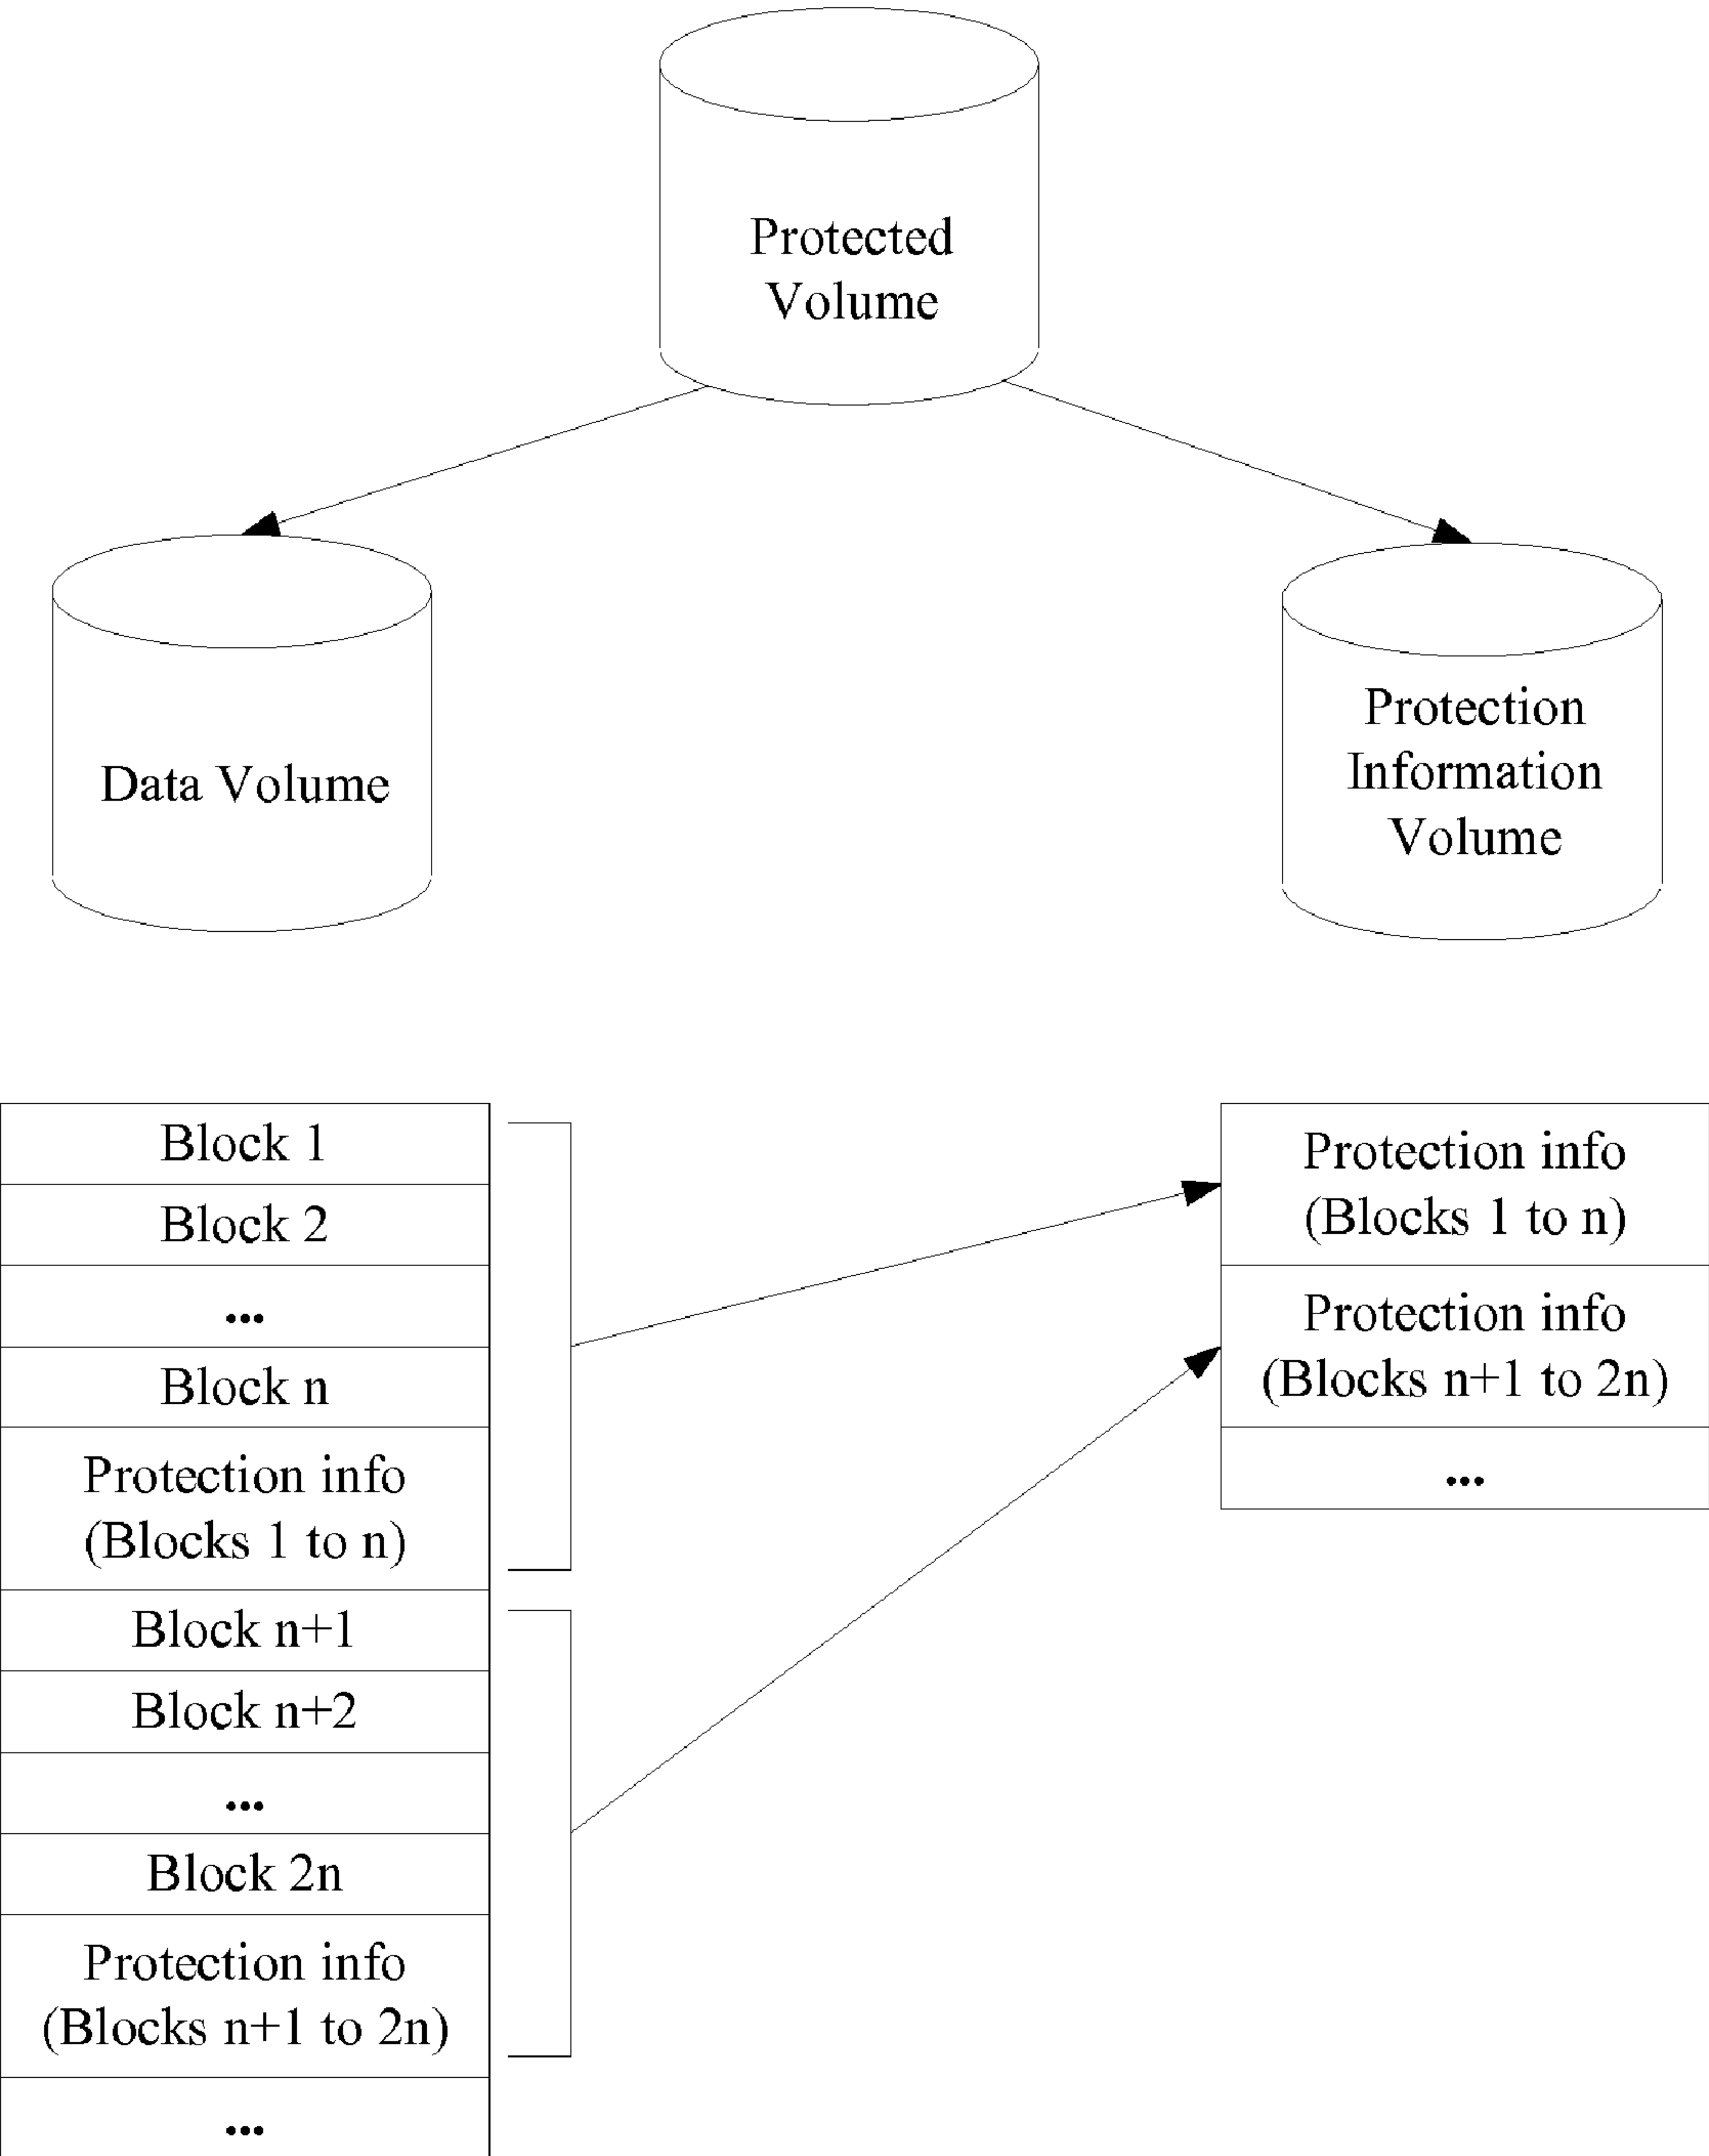 Protected
Volume
Data Volume
Protection
Information
Volume
Block 1
Block 2
...
Block n
Protection info
(Blocks 1 to n)
Block n+1
Block n+2
...
Block 2n
Protection info
(Blocks n+1 to 2n)
...
Protection info
(Blocks 1 to n)
Protection info
(Blocks n+1 to 2n)
...